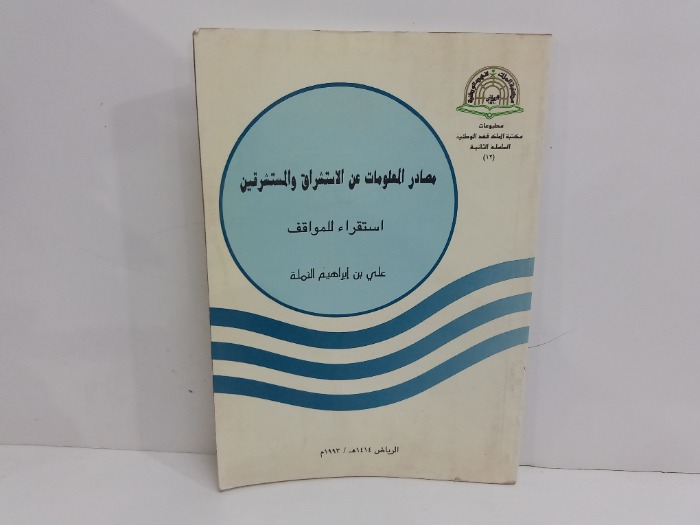 مطبوعات
مكتبة الملك فهد الوطنية
السلسلة الثانية
(١٢)
مصادر المعلومات عن الاستشراق والمستشرقين
استقراء للمواقف
علي بن إبراهيم النملة
الرياض ١٤١٤هـ / ١٩٩٣م